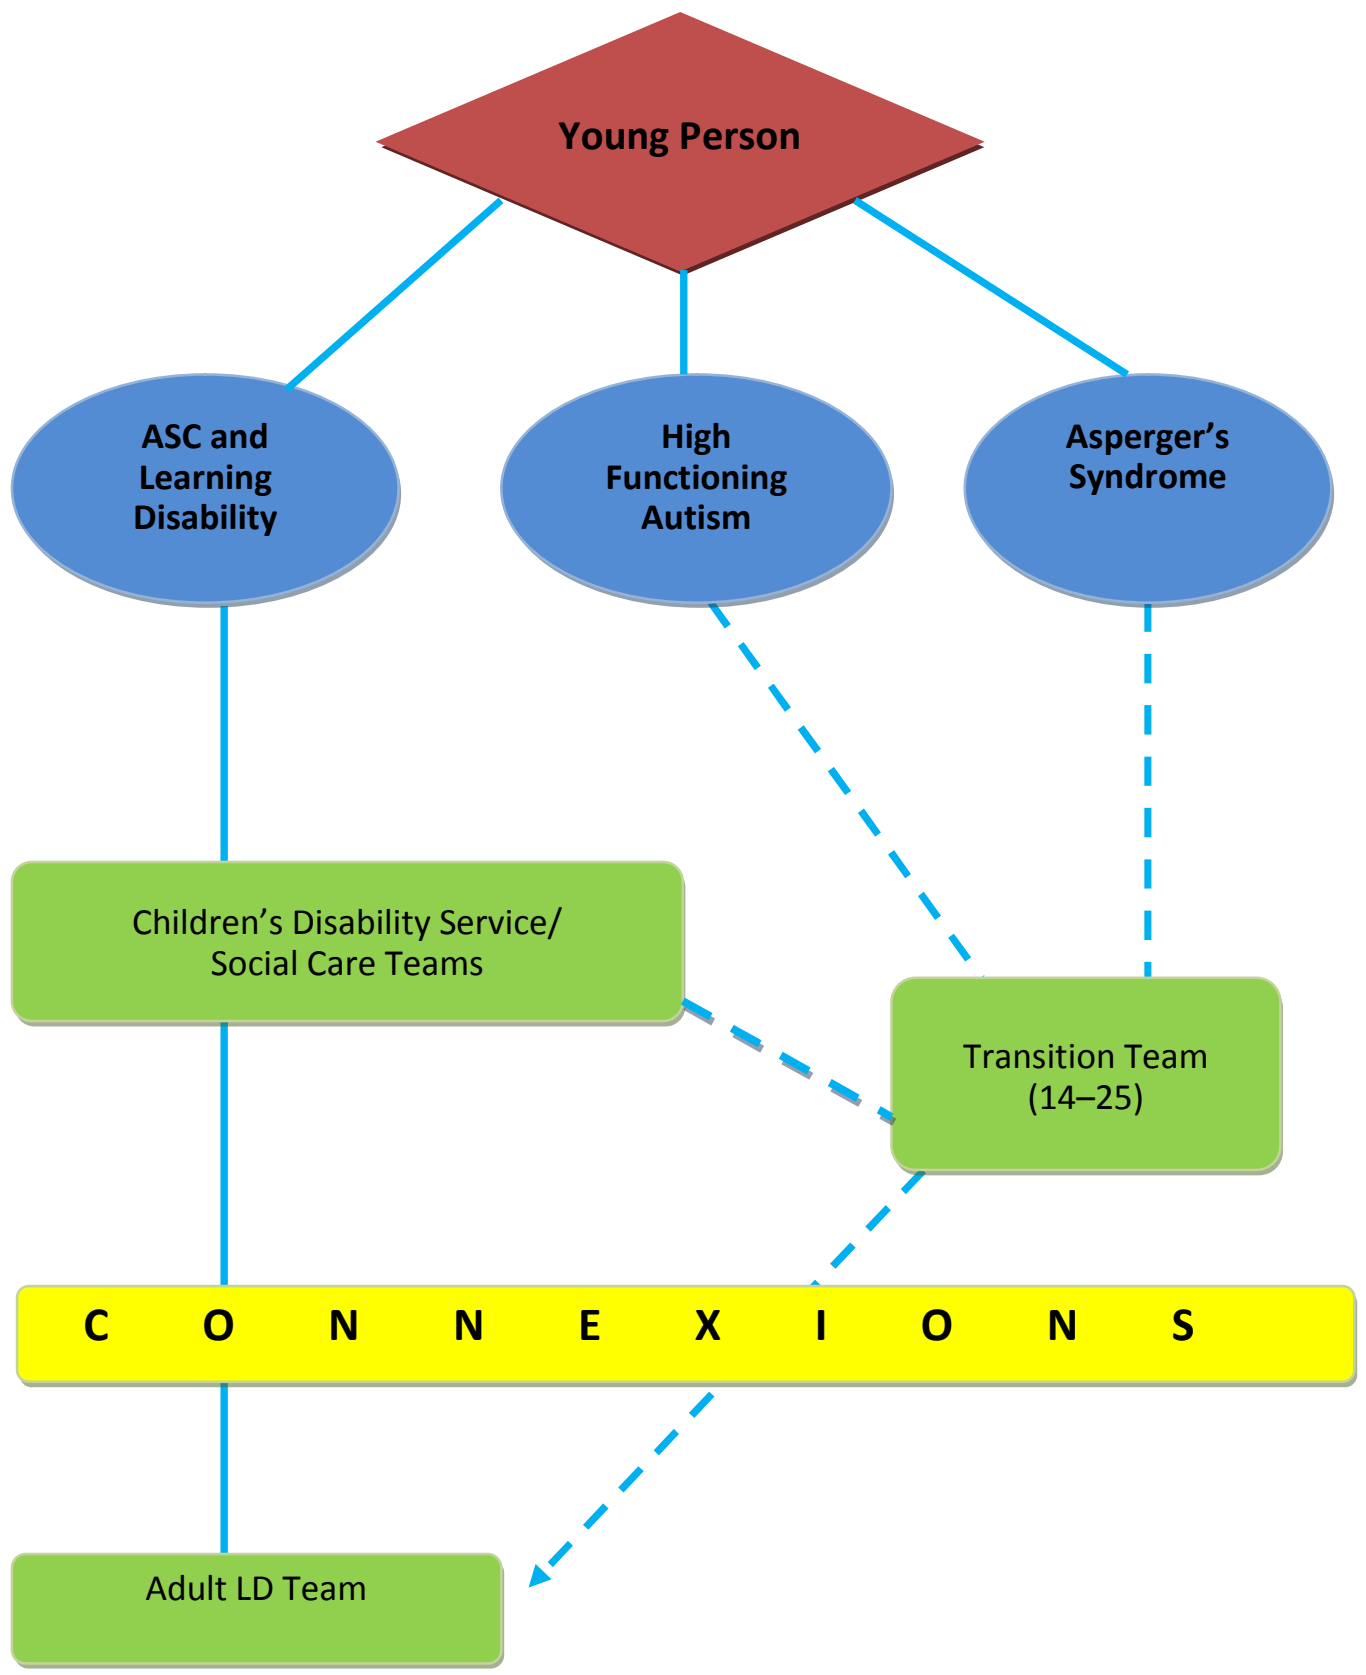 Young Person
ASC and
Learning
Disability
High
Functioning
Autism
Asperger’s
Syndrome
Children’s Disability Service/
Social Care Teams
Transition Team
(14–25)
C O N N E X I O N S
Adult LD Team